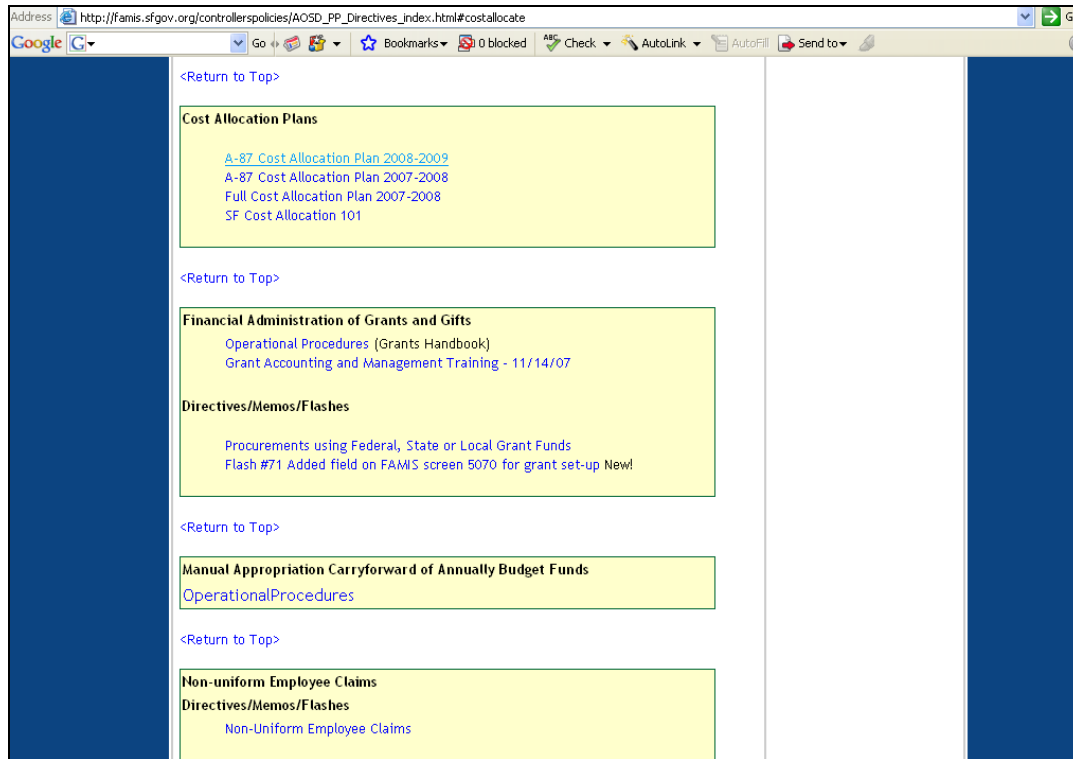 Address http://famis.sfgov.org/controllerspolicies/AOSD_PP_Directives_index.html#costallocate
Google G Go Bookmarks 0 blocked ABC Check AutoLink AutoFill Send to
<Return to Top>
Cost Allocation Plans
A-87 Cost Allocation Plan 2008-2009
A-87 Cost Allocation Plan 2007-2008
Full Cost Allocation Plan 2007-2008
SF Cost Allocation 101
<Return to Top>
Financial Administration of Grants and Gifts
Operational Procedures (Grants Handbook)
Grant Accounting and Management Training - 11/14/07
Directives/Memos/Flashes
Procurements using Federal, State or Local Grant Funds
Flash #71 Added field on FAMIS screen 5070 for grant set-up New!
<Return to Top>
Manual Appropriation Carryforward of Annually Budget Funds
OperationalProcedures
<Return to Top>
Non-uniform Employee Claims
Directives/Memos/Flashes
Non-Uniform Employee Claims